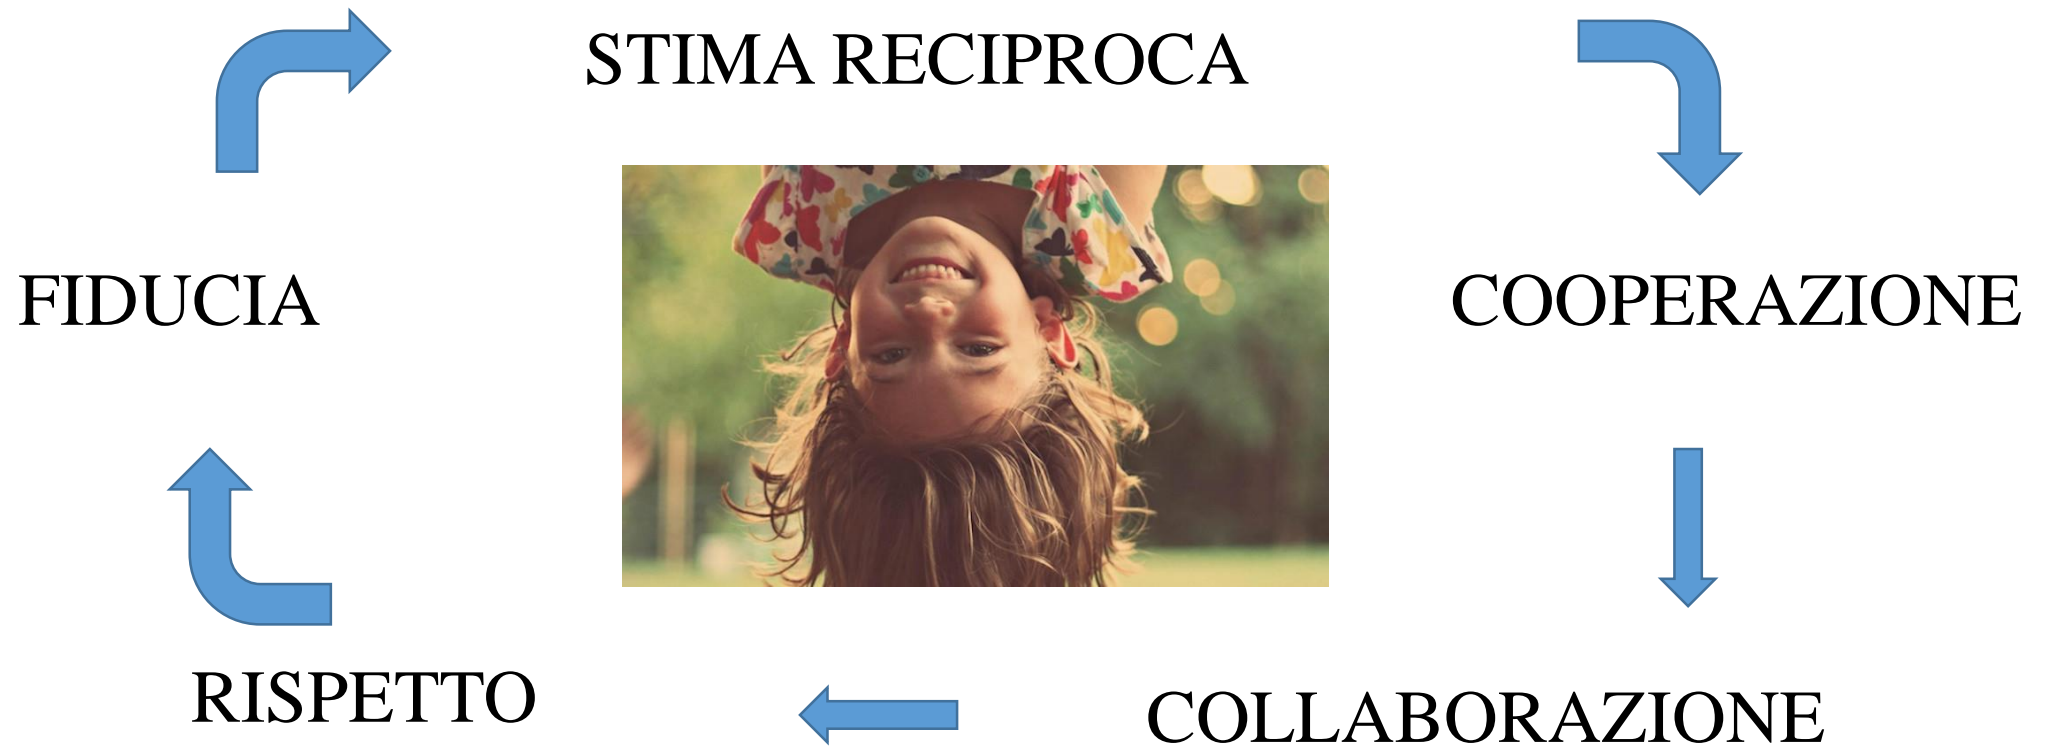 STIMA RECIPROCA
FIDUCIA
COOPERAZIONE
RISPETTO
COLLABORAZIONE